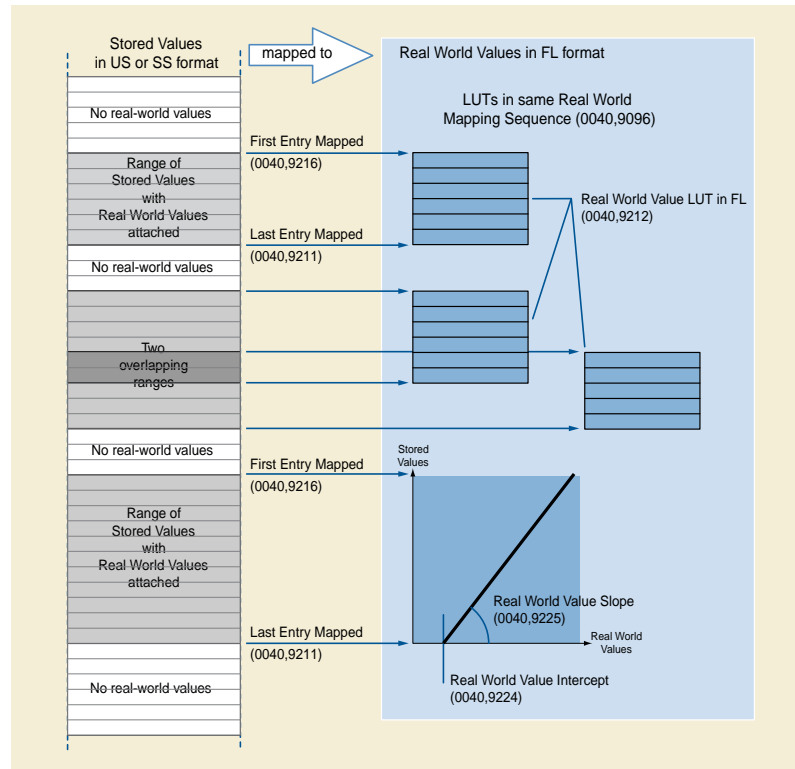 Stored Values
in US or SS format
mapped to
Real World Values in FL format
LUTs in same Real World
Mapping Sequence (0040,9096)
No real-world values
First Entry Mapped
(0040,9216)
Range of
Stored Values
with
Real World Values
attached
Real World Value LUT in FL
(0040,9212)
Last Entry Mapped
(0040,9211)
No real-world values
Two
overlapping
ranges
No real-world values
Stored
Values
First Entry Mapped
(0040,9216)
Range of
Stored Values
with
Real World Values
attached
Real World Value Slope
(0040,9225)
Last Entry Mapped
(0040,9211)
Real World
Values
No real-world values
Real World Value Intercept
(0040,9224)